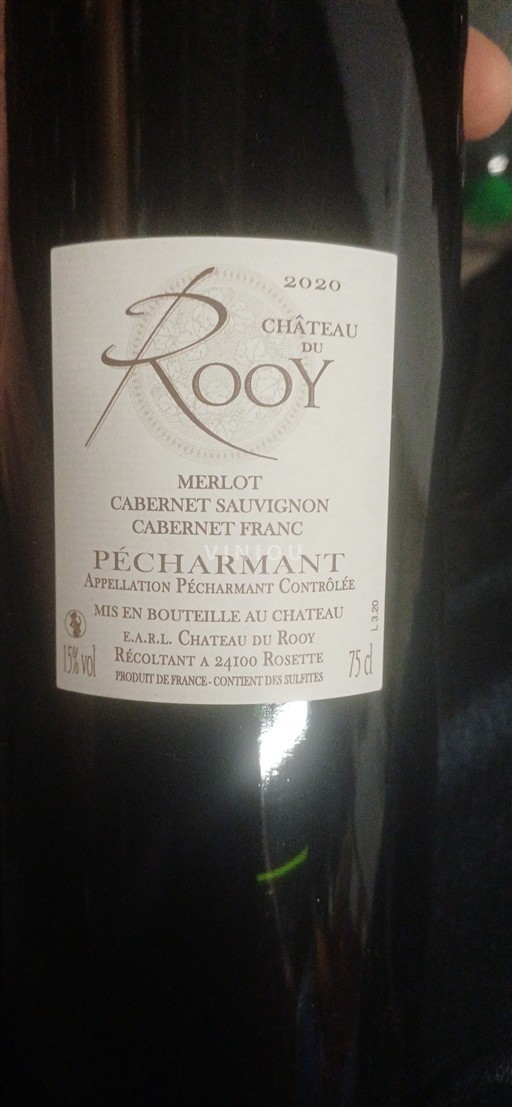 2020
CHÂTEAU
DU
ROOY
MERLOT
CABERNET SAUVIGNON
CABERNET FRANC
VINIOU
PÉCHARMANT
APPELLATION PÉCHARMANT CONTRÔLÉE
MIS EN BOUTEILLE AU CHATEAU
E.A.R.L. CHATEAU DU ROOY
RÉCOLTANT A 24100 ROSETTE
PRODUIT DE FRANCE - CONTIENT DES SULFITES
15% vol
75 cl
L 3.20